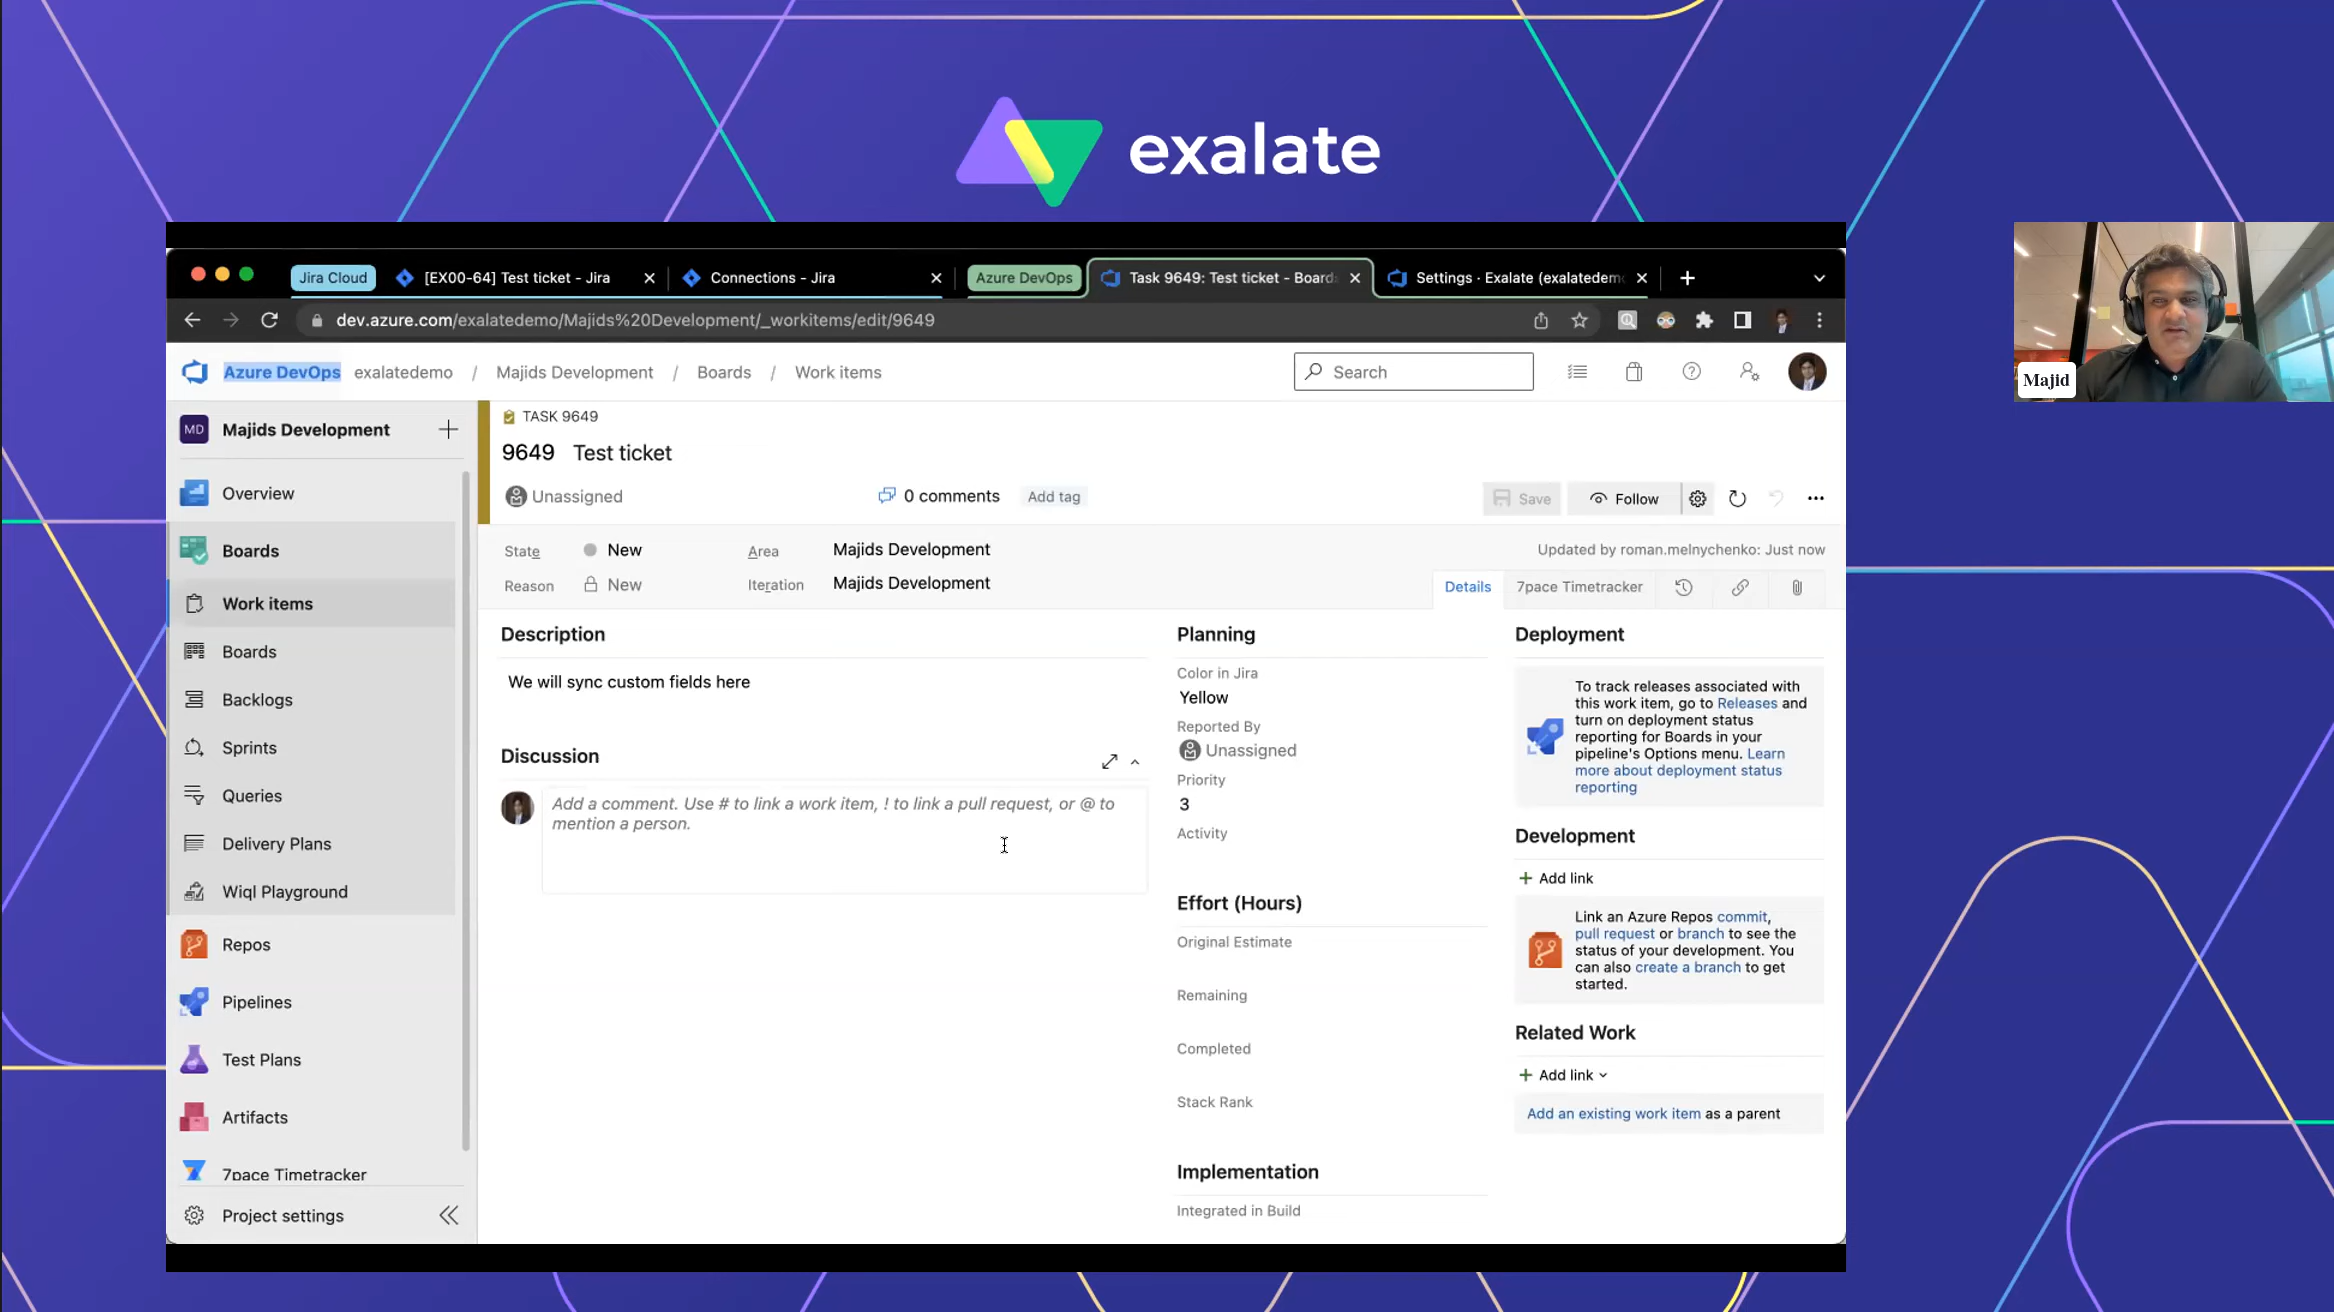 exalate
Jira Cloud
[EX00-64] Test ticket - Jira
Connections - Jira
Azure DevOps
Task 9649: Test ticket - Board
Settings · Exalate (exalatedem
dev.azure.com/exalatedemo/Majids%20Development/_workitems/edit/9649
Majid
Azure DevOps exalatedemo / Majids Development / Boards / Work items
Search
MD Majids Development
Overview
Boards
Work items
Boards
Backlogs
Sprints
Queries
Delivery Plans
Wiql Playground
Repos
Pipelines
Test Plans
Artifacts
7pace Timetracker
Project settings
TASK 9649
9649 Test ticket
Unassigned
0 comments
Add tag
Save
Follow
State New
Area Majids Development
Updated by roman.melnychenko: Just now
Reason New
Iteration Majids Development
Details
7pace Timetracker
Description
We will sync custom fields here
Discussion
Add a comment. Use # to link a work item, ! to link a pull request, or @ to
mention a person.
Planning
Color in Jira
Yellow
Reported By
Unassigned
Priority
3
Activity
Effort (Hours)
Original Estimate
Remaining
Completed
Stack Rank
Implementation
Integrated in Build
Deployment
To track releases associated with
this work item, go to Releases and
turn on deployment status
reporting for Boards in your
pipeline's Options menu. Learn
more about deployment status
reporting
Development
Add link
Link an Azure Repos commit,
pull request or branch to see the
status of your development. You
can also create a branch to get
started.
Related Work
Add link
Add an existing work item as a parent